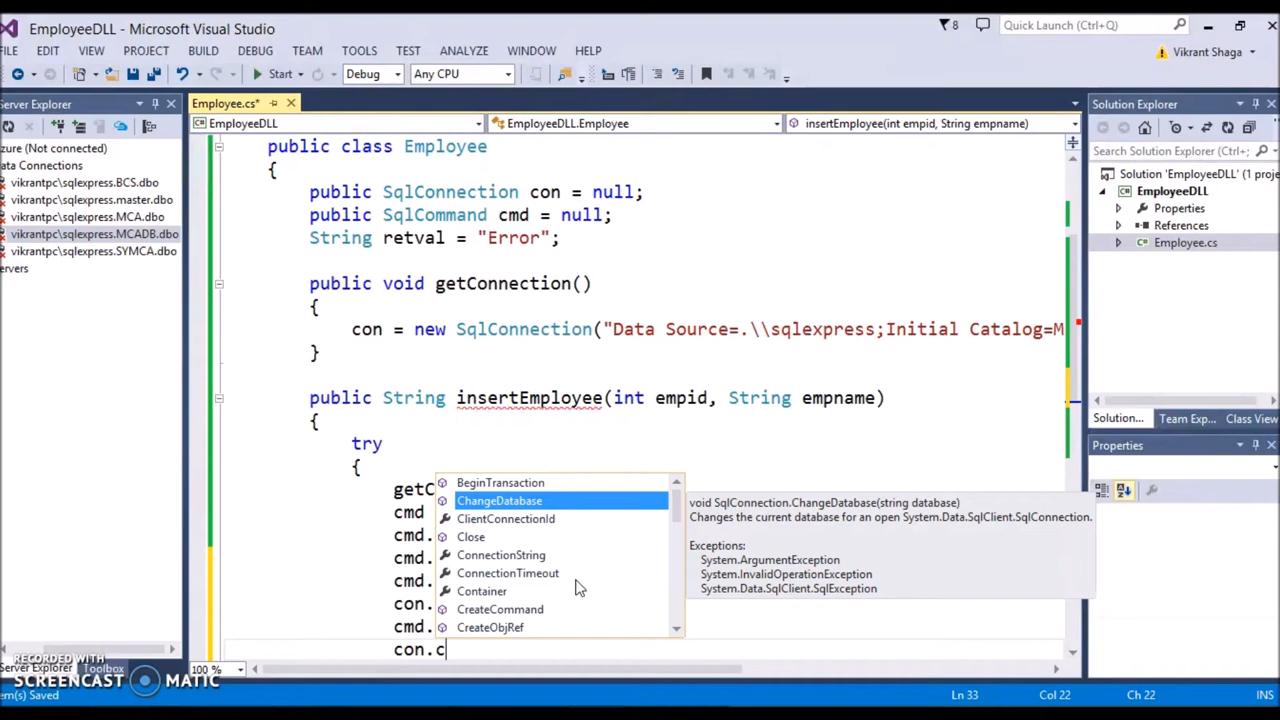 EmployeeDLL - Microsoft Visual Studio
8
Quick Launch (Ctrl+Q)
FILE EDIT VIEW PROJECT BUILD DEBUG TEAM TOOLS TEST ANALYZE WINDOW HELP
Vikrant Shaga
Start Debug Any CPU
Server Explorer
zure (Not connected)
ata Connections
vikrantpc\sqlexpress.BCS.dbo
vikrantpc\sqlexpress.master.dbo
vikrantpc\sqlexpress.MCA.dbo
vikrantpc\sqlexpress.MCADB.dbo
vikrantpc\sqlexpress.SYMCA.dbo
ervers
Employee.cs*
EmployeeDLL
EmployeeDLL.Employee
insertEmployee(int empid, String empname)
public class Employee
{
public SqlConnection con = null;
public SqlCommand cmd = null;
String retval = "Error";
public void getConnection()
{
con = new SqlConnection("Data Source=.\\sqlexpress;Initial Catalog=M
}
public String insertEmployee(int empid, String empname)
{
try
{
getC
cmd
cmd.
cmd.
cmd.
con.
cmd.
con.c
BeginTransaction
ChangeDatabase
ClientConnectionId
Close
ConnectionString
ConnectionTimeout
Container
CreateCommand
CreateObjRef
void SqlConnection.ChangeDatabase(string database)
Changes the current database for an open System.Data.SqlClient.SqlConnection.
Exceptions:
System.ArgumentException
System.InvalidOperationException
System.Data.SqlClient.SqlException
Solution Explorer
Search Solution Explorer (Ctrl+;
Solution 'EmployeeDLL' (1 proje
EmployeeDLL
Properties
References
Employee.cs
Solution... Team Exp... Class View
Properties
100 %
Server Explorer Toolbox
RECORDED WITH
SCREENCAST MATIC
em(s) Saved
Ln 33 Col 22 Ch 22 INS